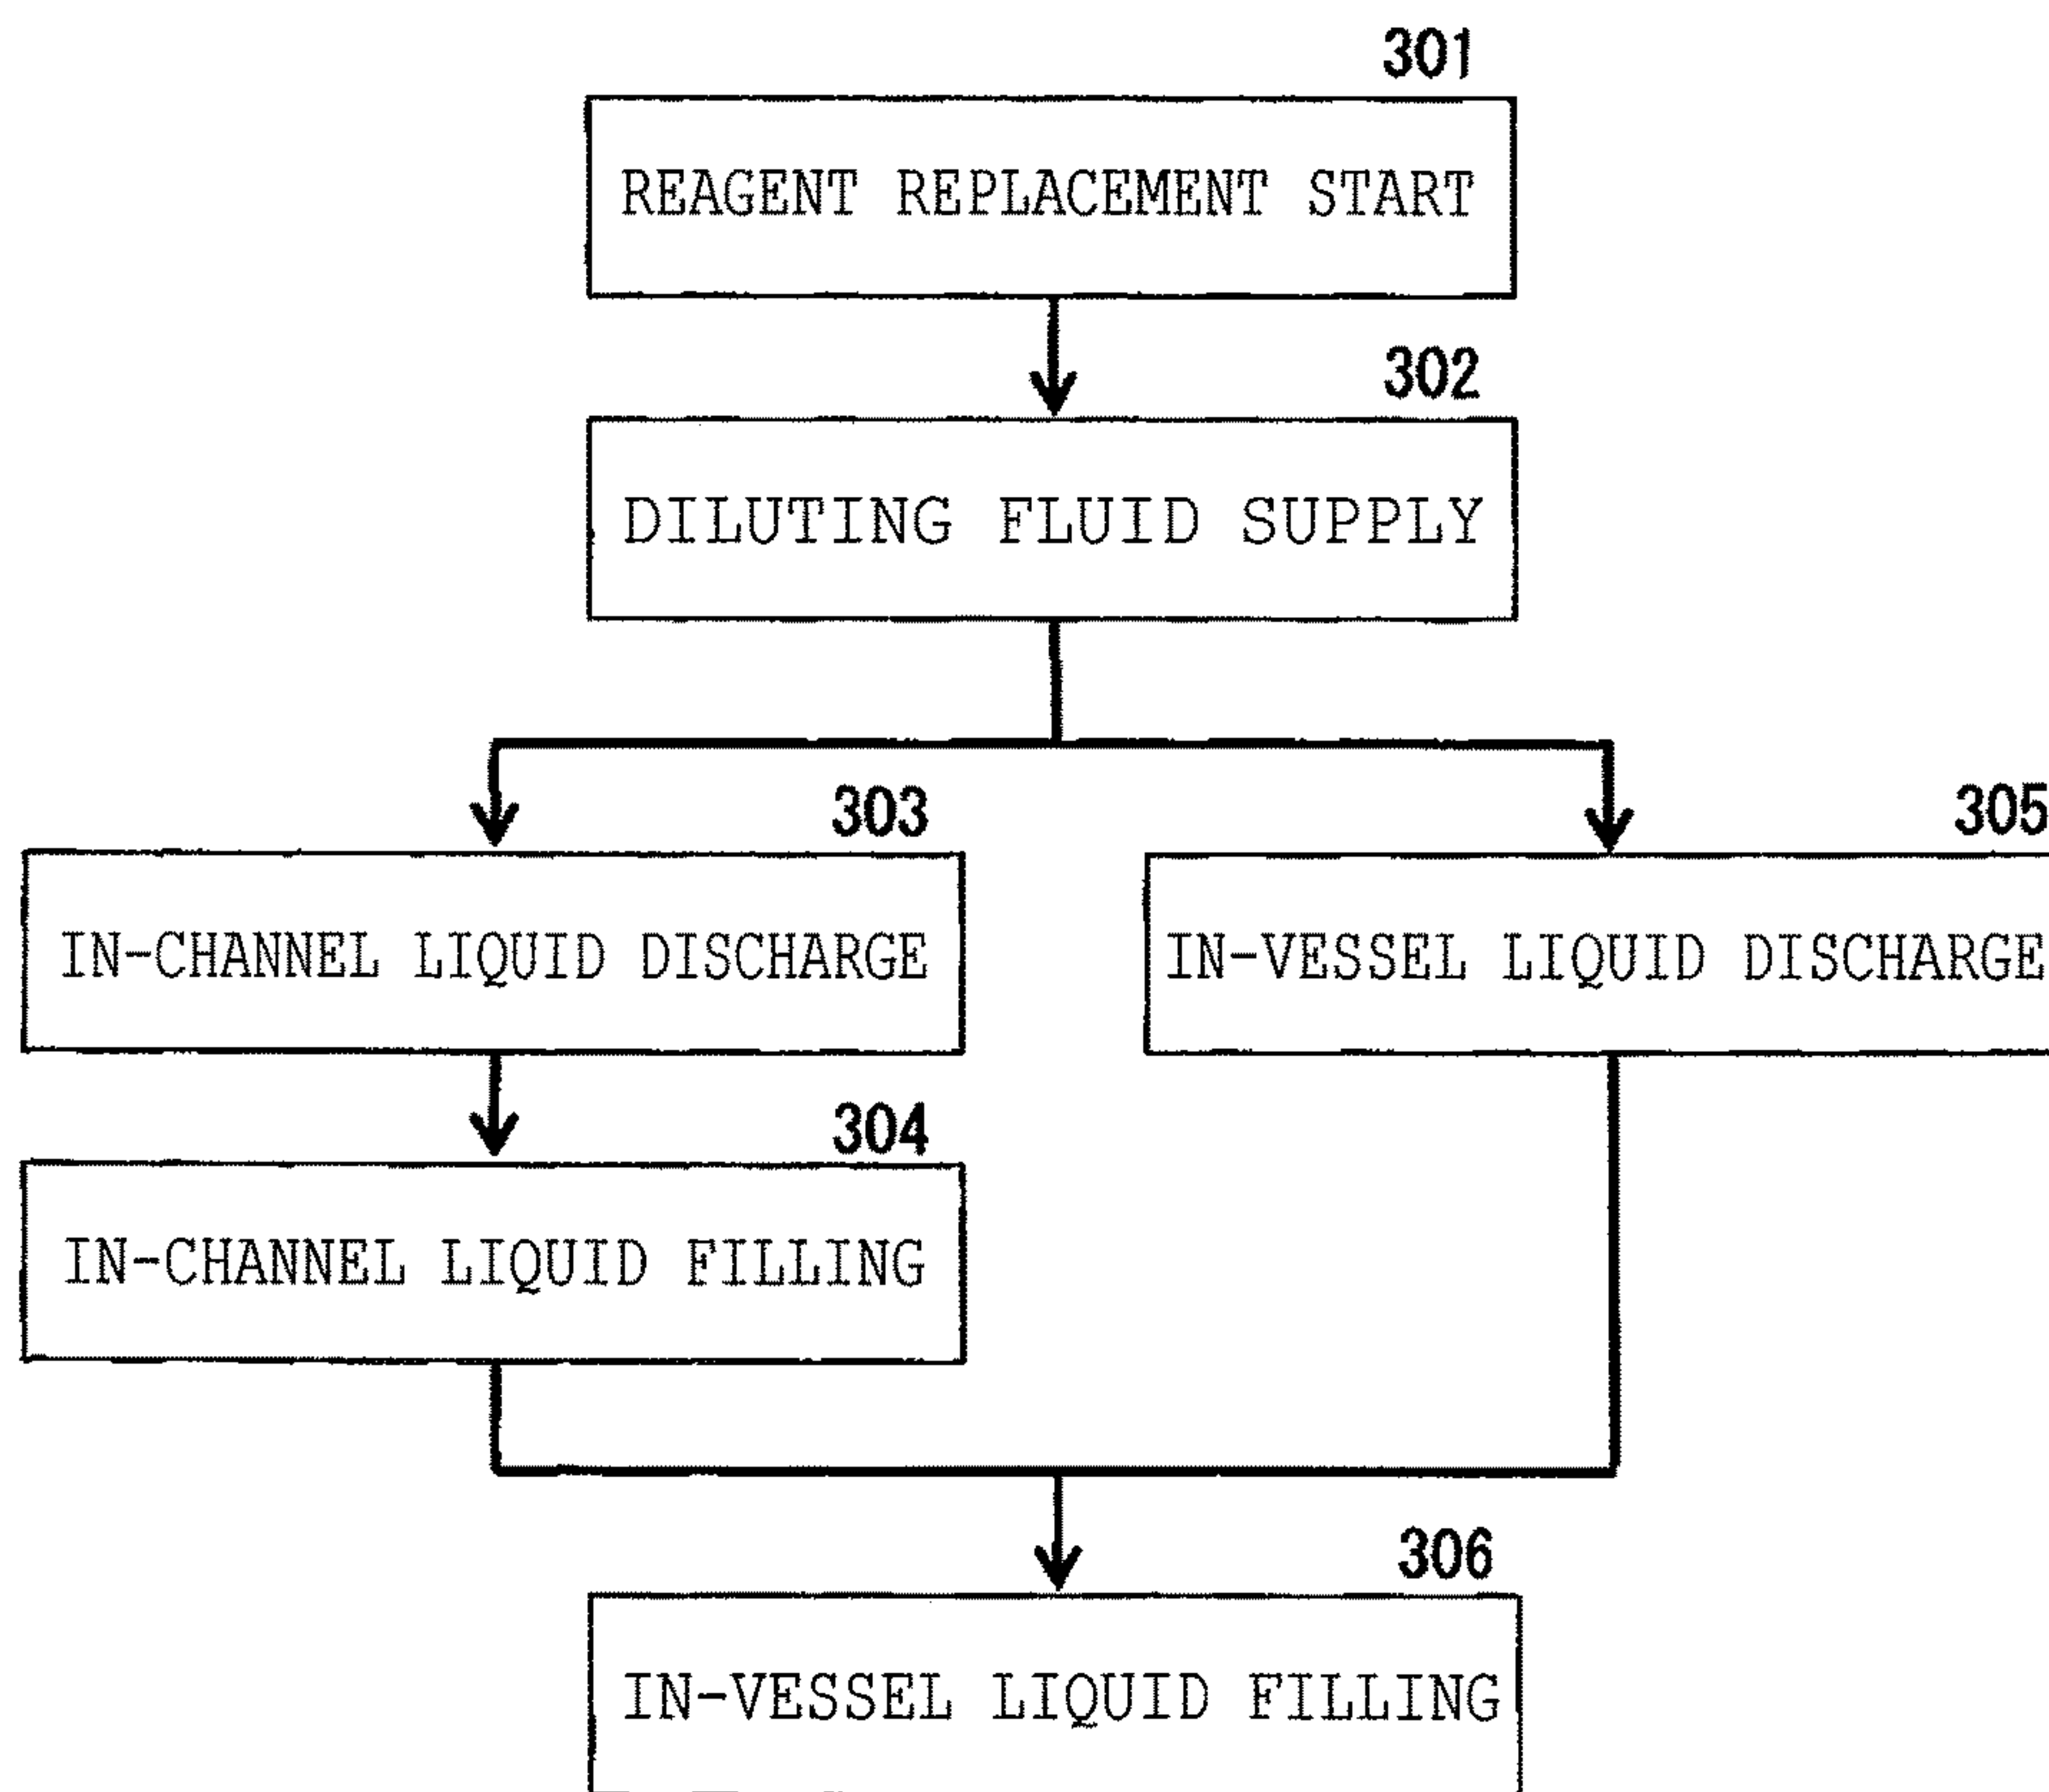 301
REAGENT REPLACEMENT START
302
DILUTING FLUID SUPPLY
303
IN-CHANNEL LIQUID DISCHARGE
305
IN-VESSEL LIQUID DISCHARGE
304
IN-CHANNEL LIQUID FILLING
306
IN-VESSEL LIQUID FILLING